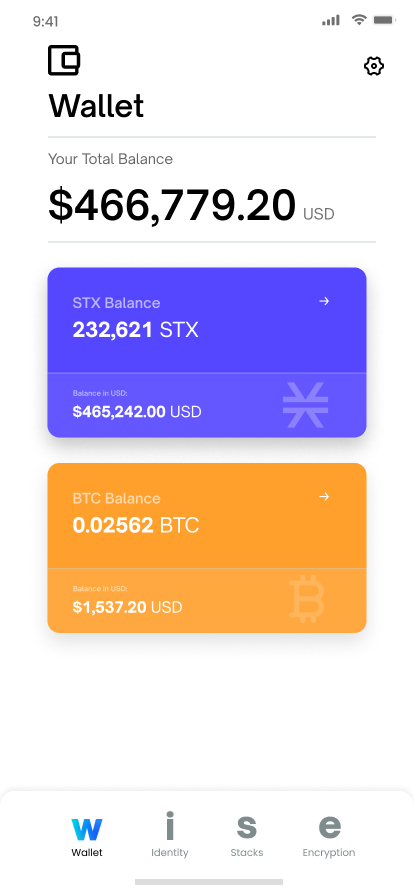 9:41
Wallet
Your Total Balance
$466,779.20 USD
STX Balance
232,621 STX
Balance in USD:
$465,242.00 USD
BTC Balance
0.02562 BTC
Balance in USD:
$1,537.20 USD
w i s e
Wallet Identity Stacks Encryption